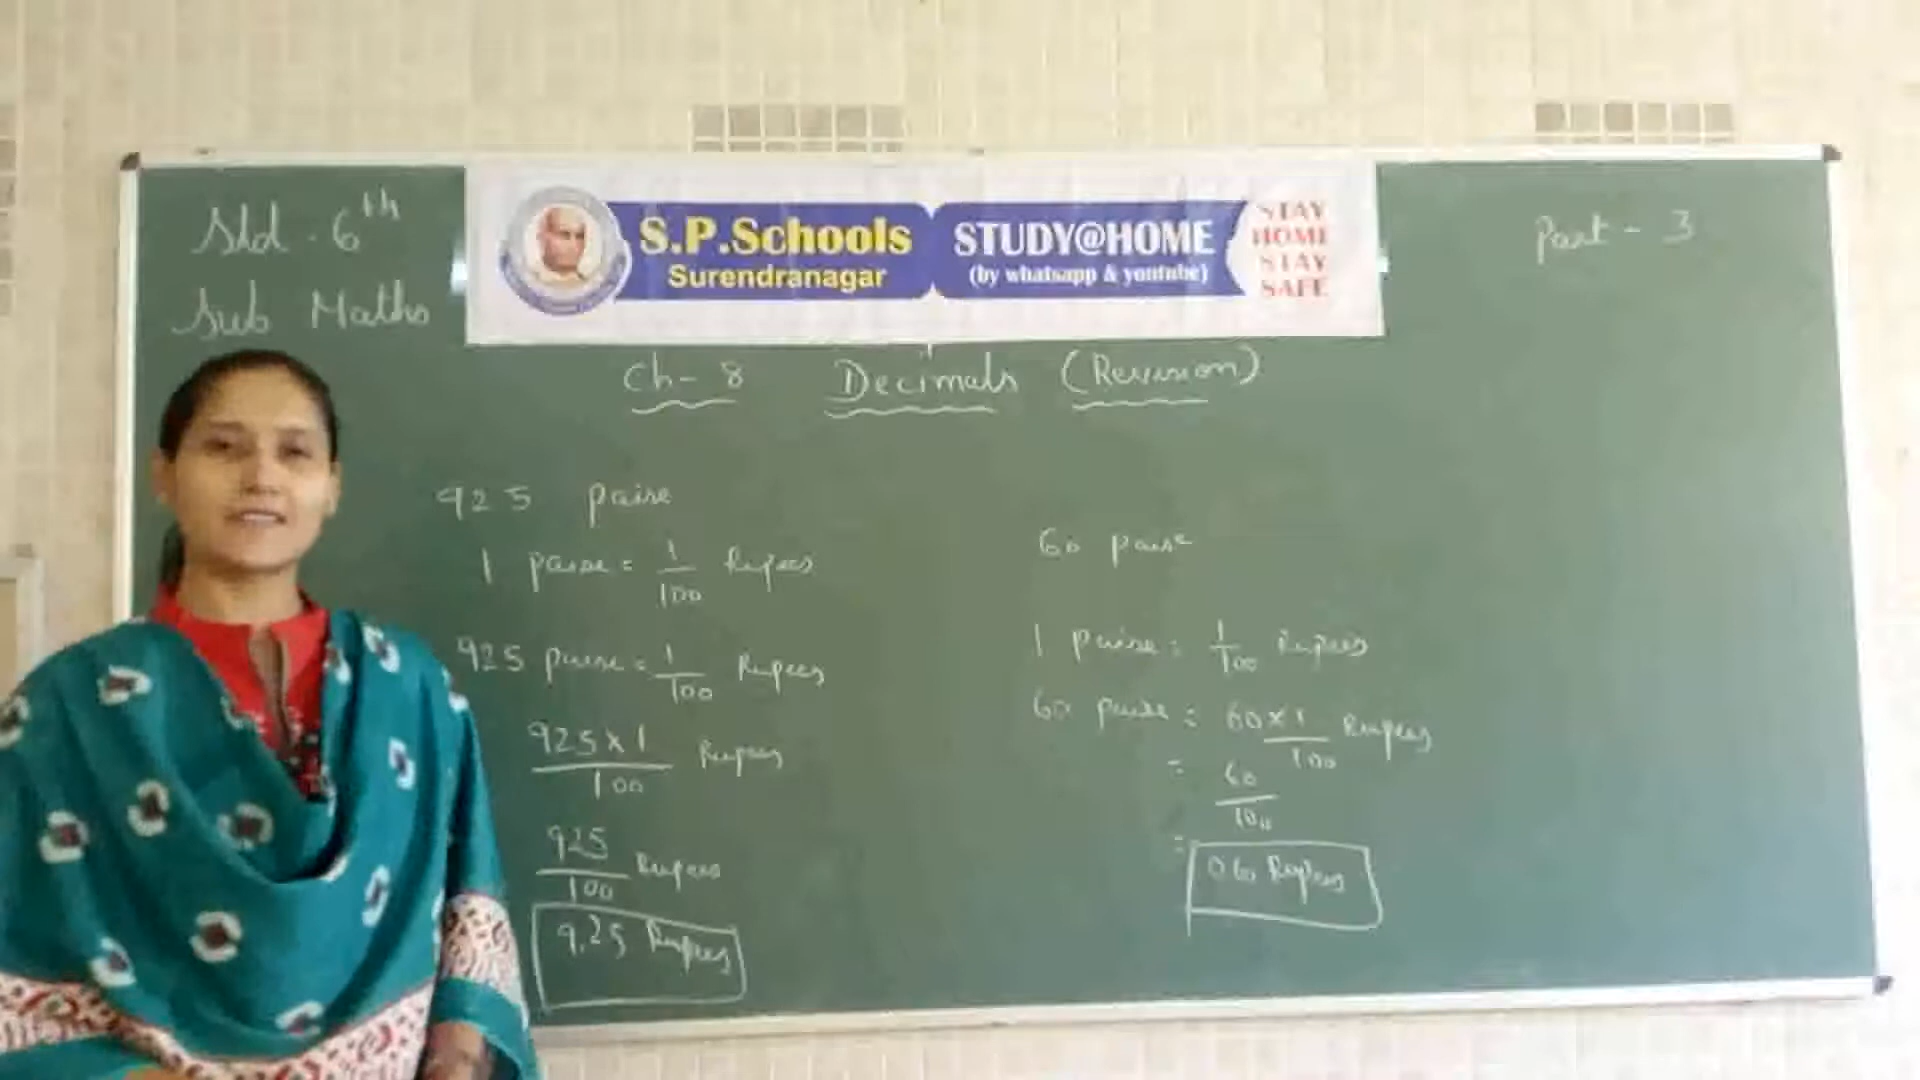 Std. 6th
Sub Maths
S.P.Schools
Surendranagar
STUDY@HOME
(by whatsapp & youtube)
STAY
HOME
STAY
SAFE
Part - 3
Ch- 8 Decimals (Revision)
925 paise
1 paise = 1/100 Rupees
925 paise = 1/100 Rupees
925 x 1/100 Rupees
925/100 Rupees
9.25 Rupees
60 paise
1 paise = 1/100 Rupees
60 paise = 60 x 1/100 Rupees
= 60/100
= 0.60 Rupees